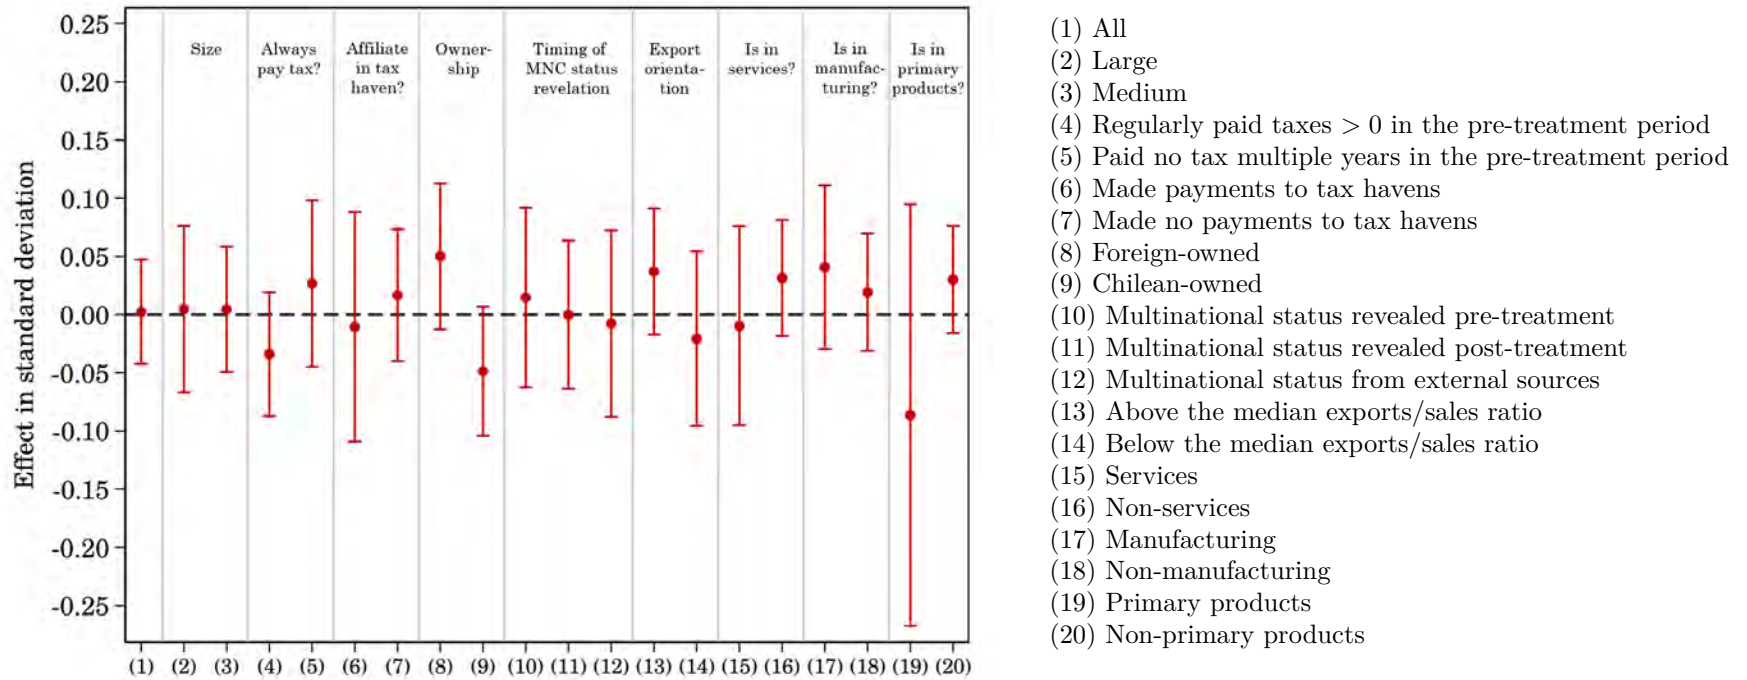 0.25
0.20
0.15
0.10
0.05
0.00
-0.05
-0.10
-0.15
-0.20
-0.25
Effect in standard deviation
Size
Always
pay tax?
Affiliate
in tax
haven?
Owner-
ship
Timing of
MNC status
revelation
Export
orienta-
tion
Is in
services?
Is in
manufac-
turing?
Is in
primary
products?
(1) (2) (3) (4) (5) (6) (7) (8) (9) (10) (11) (12) (13) (14) (15) (16) (17) (18) (19) (20)
(1) All
(2) Large
(3) Medium
(4) Regularly paid taxes > 0 in the pre-treatment period
(5) Paid no tax multiple years in the pre-treatment period
(6) Made payments to tax havens
(7) Made no payments to tax havens
(8) Foreign-owned
(9) Chilean-owned
(10) Multinational status revealed pre-treatment
(11) Multinational status revealed post-treatment
(12) Multinational status from external sources
(13) Above the median exports/sales ratio
(14) Below the median exports/sales ratio
(15) Services
(16) Non-services
(17) Manufacturing
(18) Non-manufacturing
(19) Primary products
(20) Non-primary products